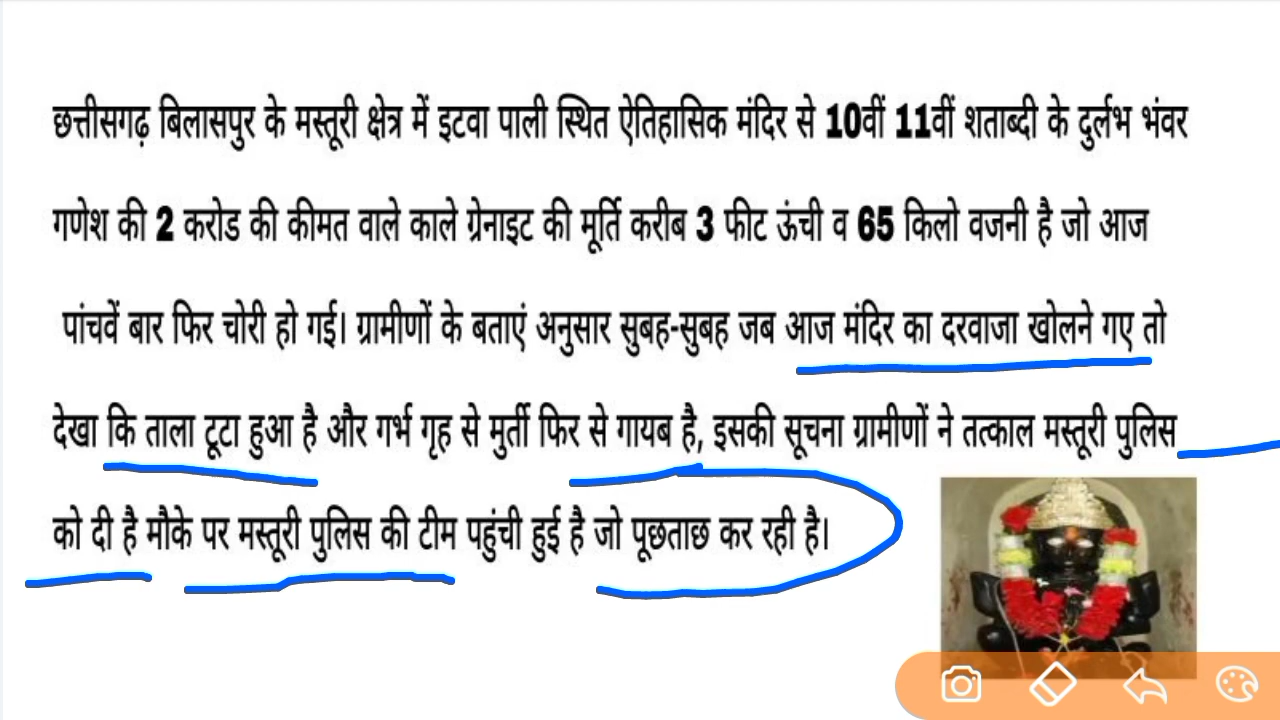 छत्तीसगढ़ बिलासपुर के मस्तूरी क्षेत्र में इटवा पाली स्थित ऐतिहासिक मंदिर से 10वीं 11वीं शताब्दी के दुर्लभ भंवर
गणेश की 2 करोड की कीमत वाले काले ग्रेनाइट की मूर्ति करीब 3 फीट ऊंची व 65 किलो वजनी है जो आज
पांचवें बार फिर चोरी हो गई। ग्रामीणों के बताएं अनुसार सुबह-सुबह जब आज मंदिर का दरवाजा खोलने गए तो
देखा कि ताला टूटा हुआ है और गर्भ गृह से मुर्ती फिर से गायब है, इसकी सूचना ग्रामीणों ने तत्काल मस्तूरी पुलिस
को दी है मौके पर मस्तूरी पुलिस की टीम पहुंची हुई है जो पूछताछ कर रही है।